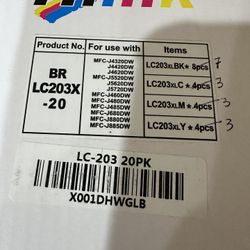 Product No. For use with Items
BR
LC203X
-20
MFC-J4320DW
J4420DW
J4620DW
MFC-J5520DW
J5620DW
J5720DW
MFC-J460DW
MFC-J480DW
MFC-J485DW
MFC-J680DW
MFC-J880DW
MFC-J885DW
LC203XLBK★ 8pcs 7
LC203XLC★ 4pcs 3
LC203XLM★ 4pcs 3
LC203XLY★ 4pcs 3
LC-203 20PK
X001DHWGLB